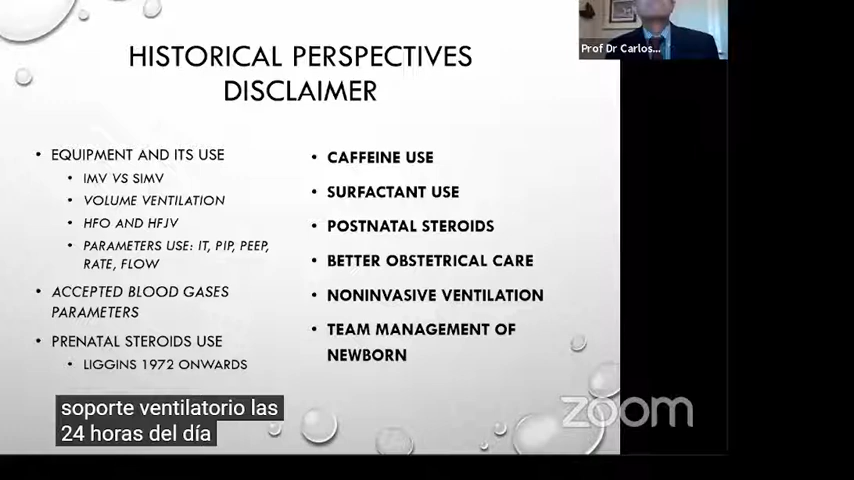 Prof Dr Carlos...
HISTORICAL PERSPECTIVES
DISCLAIMER
• EQUIPMENT AND ITS USE
• IMV VS SIMV
• VOLUME VENTILATION
• HFO AND HFJV
• PARAMETERS USE: IT, PIP, PEEP,
RATE, FLOW
• ACCEPTED BLOOD GASES
PARAMETERS
• PRENATAL STEROIDS USE
• LIGGINS 1972 ONWARDS
• CAFFEINE USE
• SURFACTANT USE
• POSTNATAL STEROIDS
• BETTER OBSTETRICAL CARE
• NONINVASIVE VENTILATION
• TEAM MANAGEMENT OF
NEWBORN
soporte ventilatorio las
24 horas del día
zoom